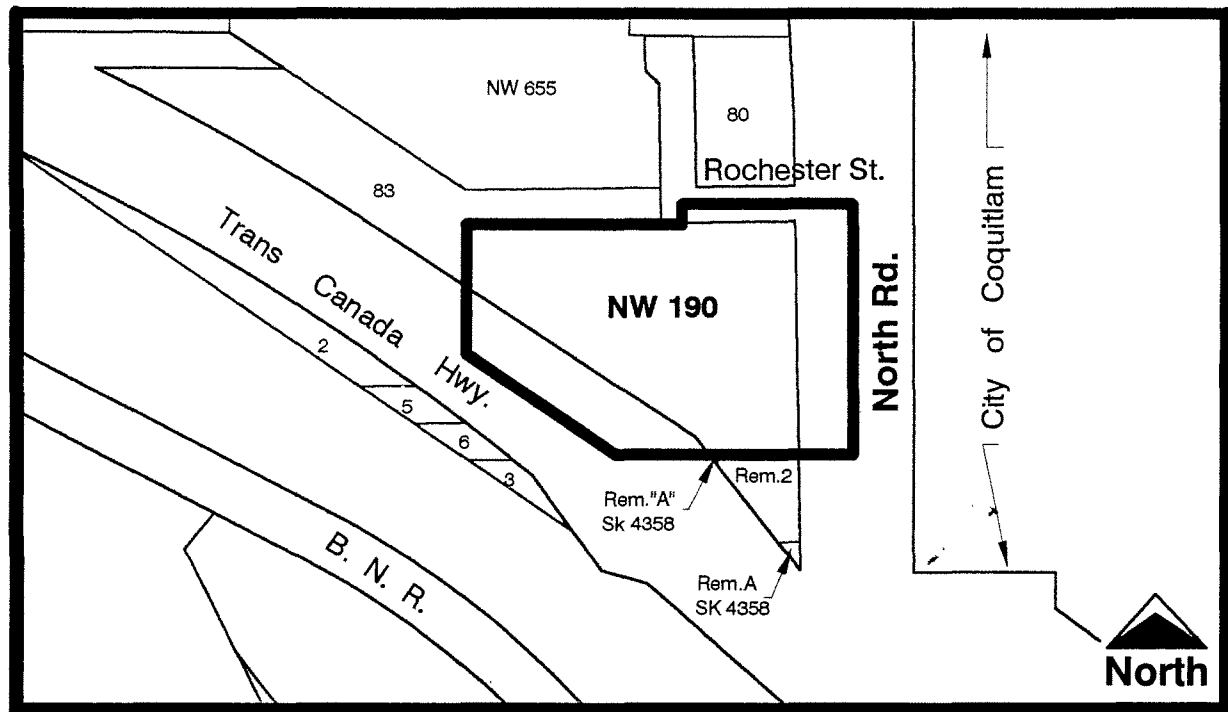 NW 655
80
Rochester St.
83
Trans Canada Hwy.
NW 190
North Rd.
City of Coquitlam
2
5
6
3
Rem."A"
Sk 4358
Rem.2
Rem.A
SK 4358
B. N. R.
North